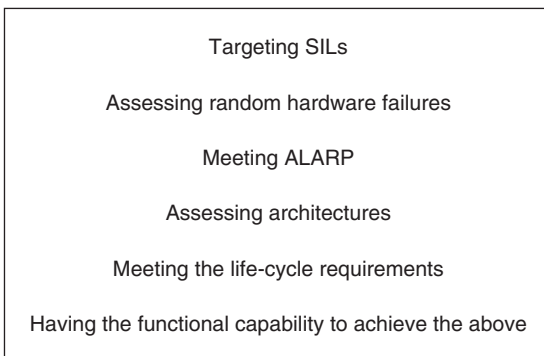 Targeting SILs
Assessing random hardware failures
Meeting ALARP
Assessing architectures
Meeting the life-cycle requirements
Having the functional capability to achieve the above